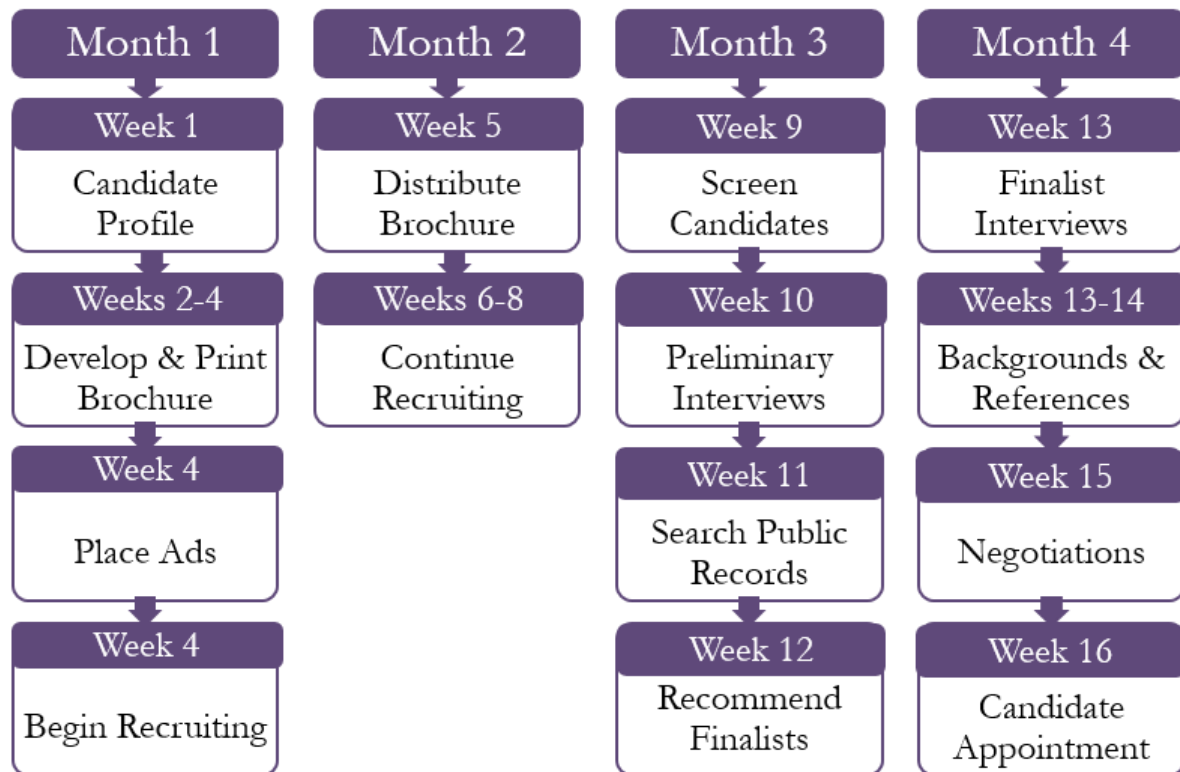 Month 1
Week 1
Candidate
Profile
Weeks 2-4
Develop & Print
Brochure
Week 4
Place Ads
Week 4
Begin Recruiting
Month 2
Week 5
Distribute
Brochure
Weeks 6-8
Continue
Recruiting
Month 3
Week 9
Screen
Candidates
Week 10
Preliminary
Interviews
Week 11
Search Public
Records
Week 12
Recommend
Finalists
Month 4
Week 13
Finalist
Interviews
Weeks 13-14
Backgrounds &
References
Week 15
Negotiations
Week 16
Candidate
Appointment